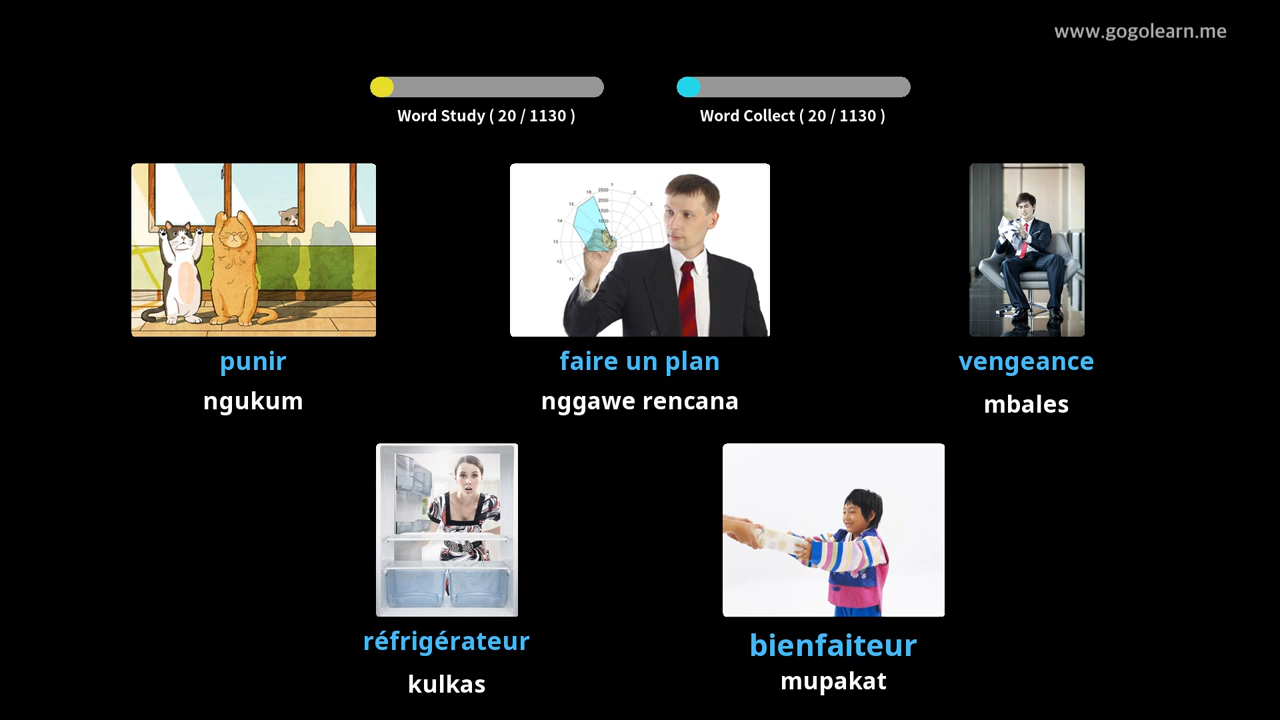 www.gogolearn.me
Word Study ( 20 / 1130 )
Word Collect ( 20 / 1130 )
punir
ngukum
faire un plan
nggawe rencana
vengeance
mbales
réfrigérateur
kulkas
bienfaiteur
mupakat